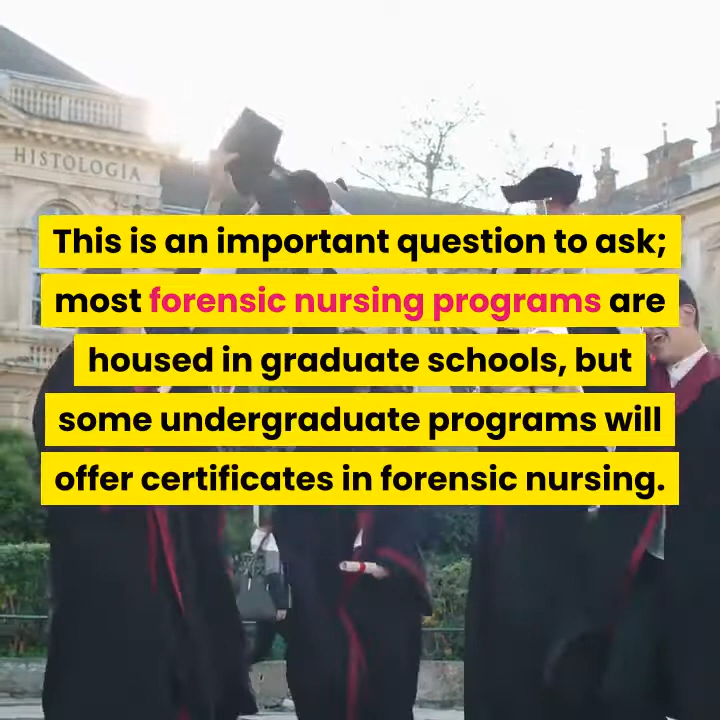 HISTOLOGIA
This is an important question to ask;
most forensic nursing programs are
housed in graduate schools, but
some undergraduate programs will
offer certificates in forensic nursing.